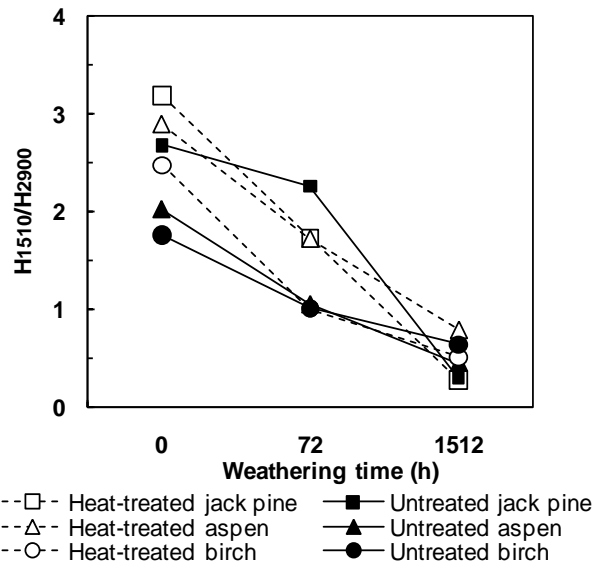 4
3
2
1
0
H1510/H2900
0 72 1512
Weathering time (h)
Heat-treated jack pine Untreated jack pine
Heat-treated aspen Untreated aspen
Heat-treated birch Untreated birch